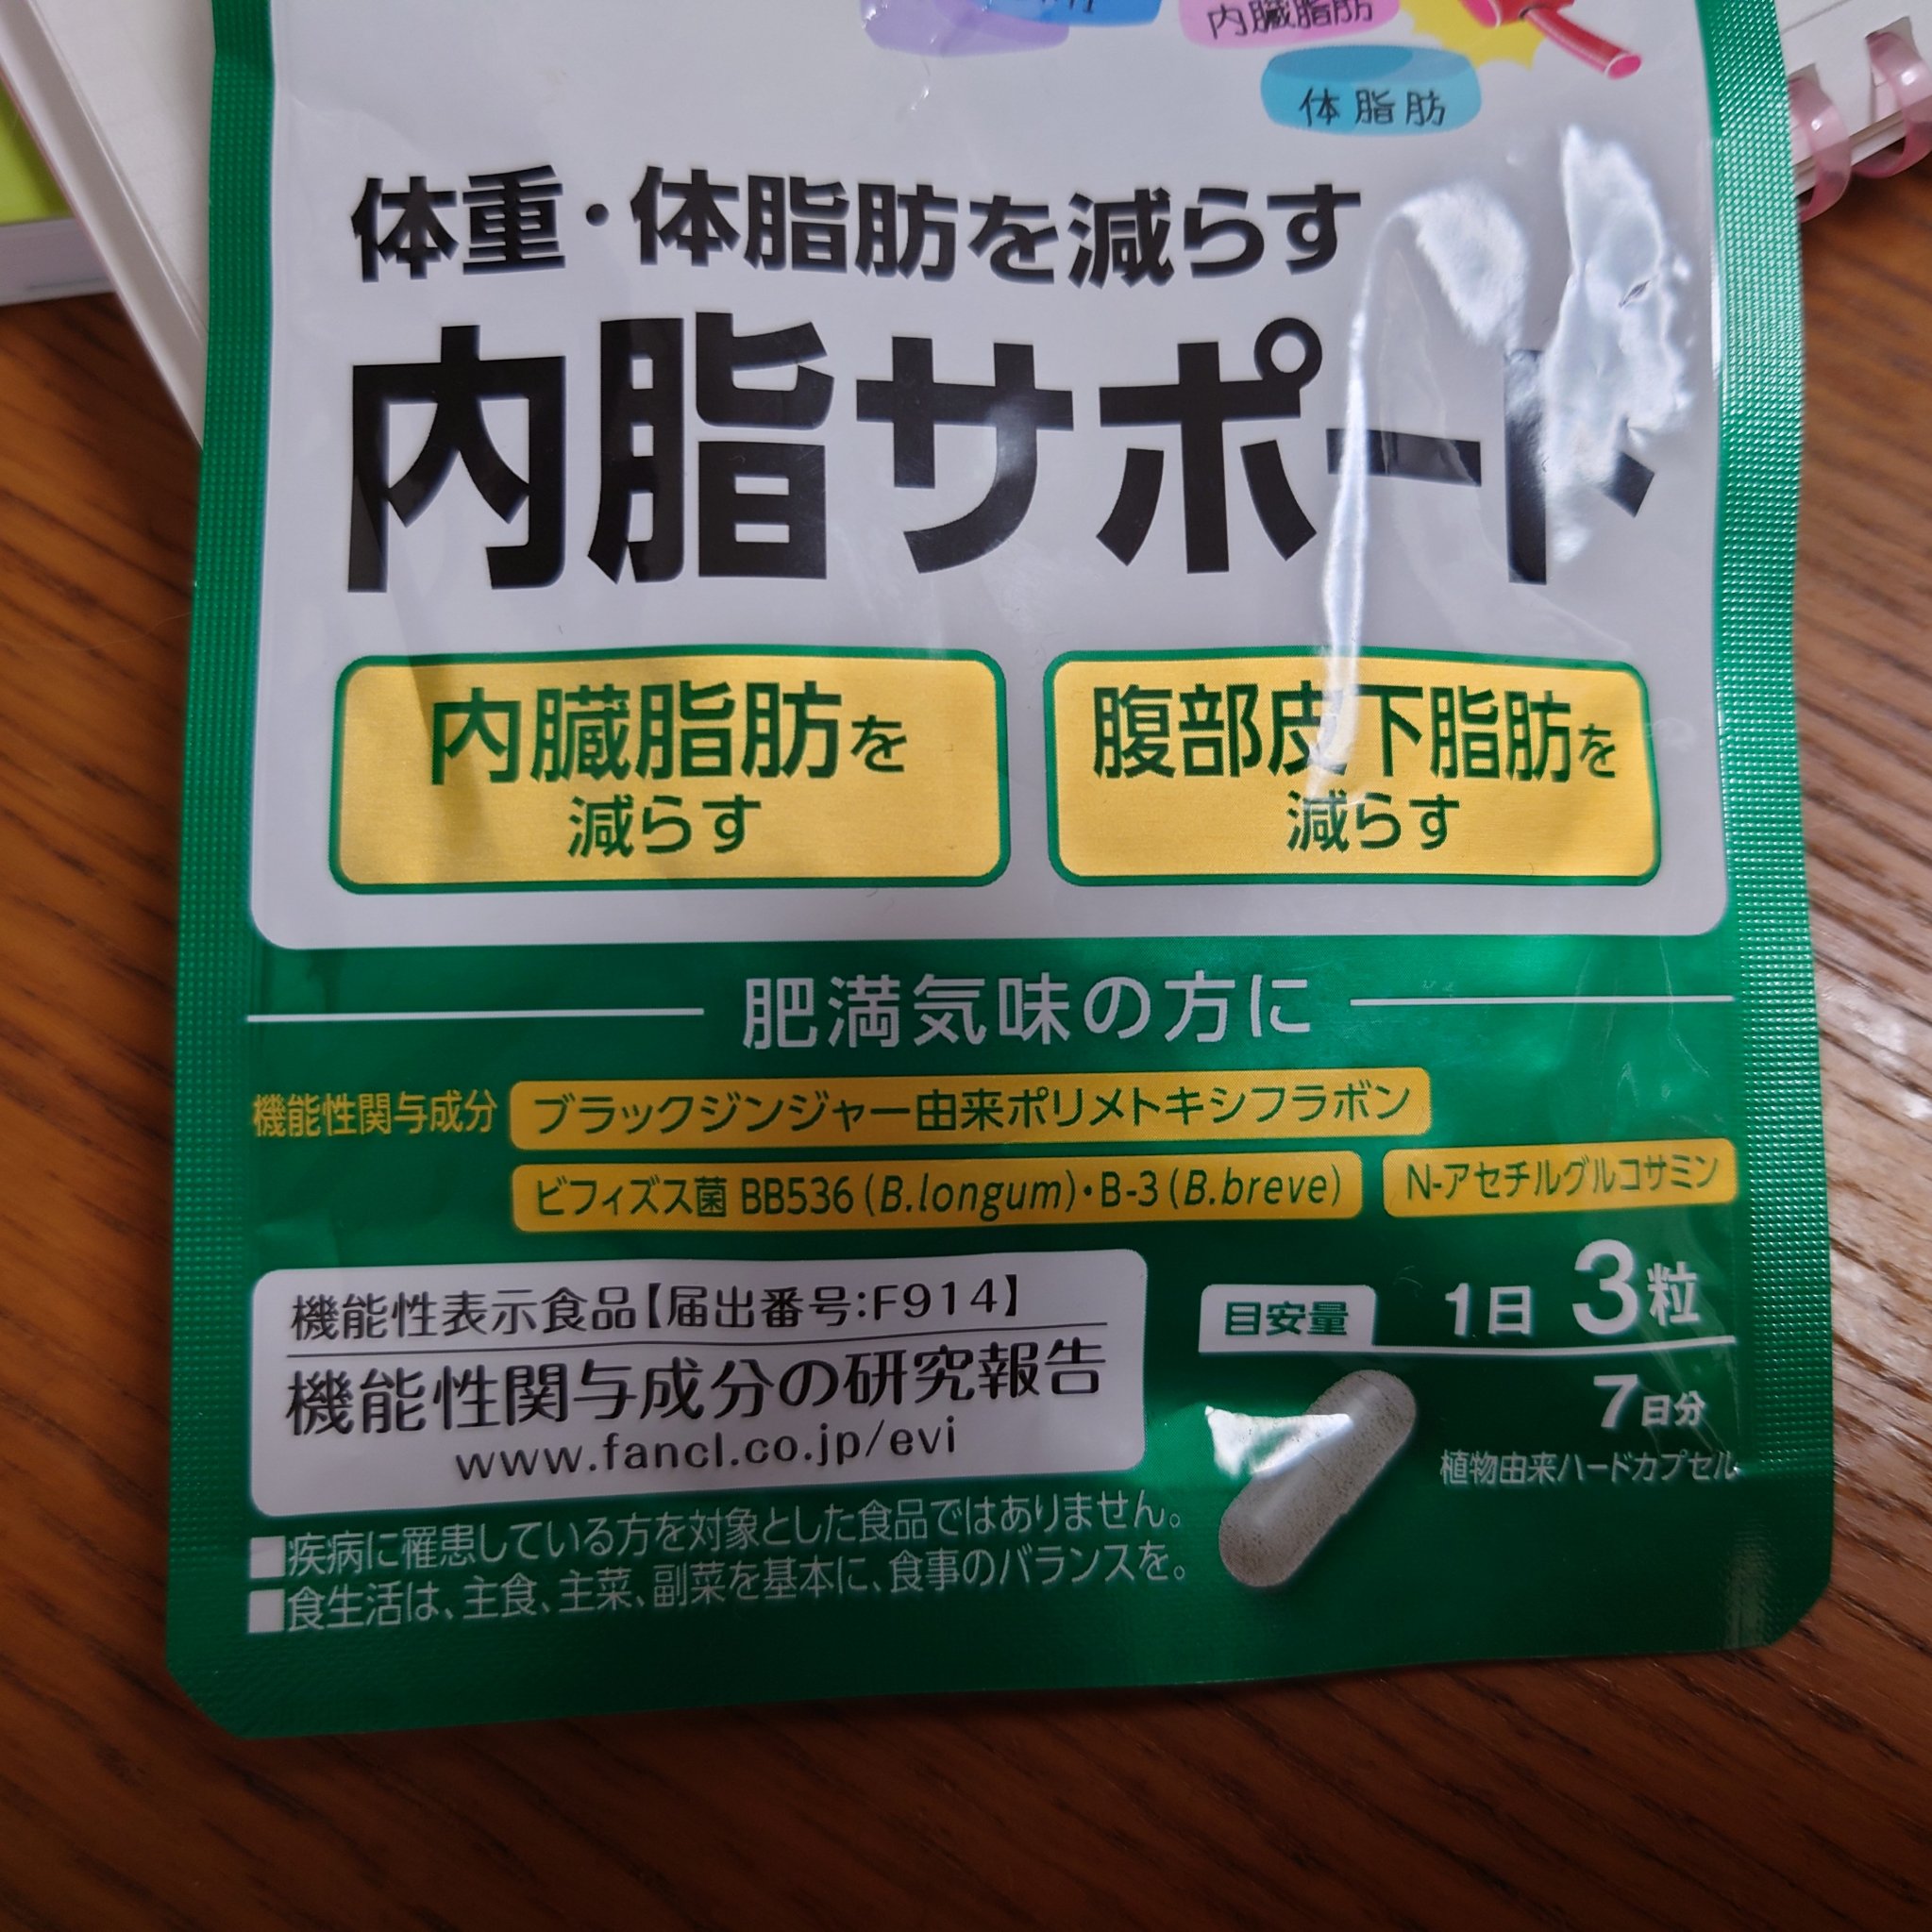 内臓脂肪
体脂肪
体重・体脂肪を減らす
内脂サポート
内臓脂肪を
減らす
腹部皮下脂肪を
減らす
肥満気味の方に
機能性関与成分 ブラックジンジャー由来ポリメトキシフラボン
ビフィズス菌 BB536 (B.longum)・B-3 (B.breve) N-アセチルグルコサミン
機能性表示食品【届出番号:F914】
機能性関与成分の研究報告
www.fancl.co.jp/evi
目安量 1日 3粒
7日分
植物由来ハードカプセル
■疾病に罹患している方を対象とした食品ではありません。
■食生活は、主食、主菜、副菜を基本に、食事のバランスを。